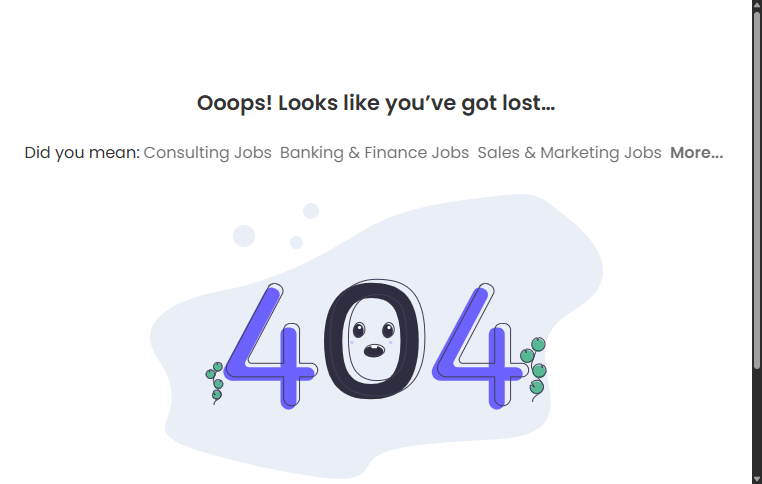 Ooops! Looks like you’ve got lost...
Did you mean: Consulting Jobs Banking & Finance Jobs Sales & Marketing Jobs More...
404